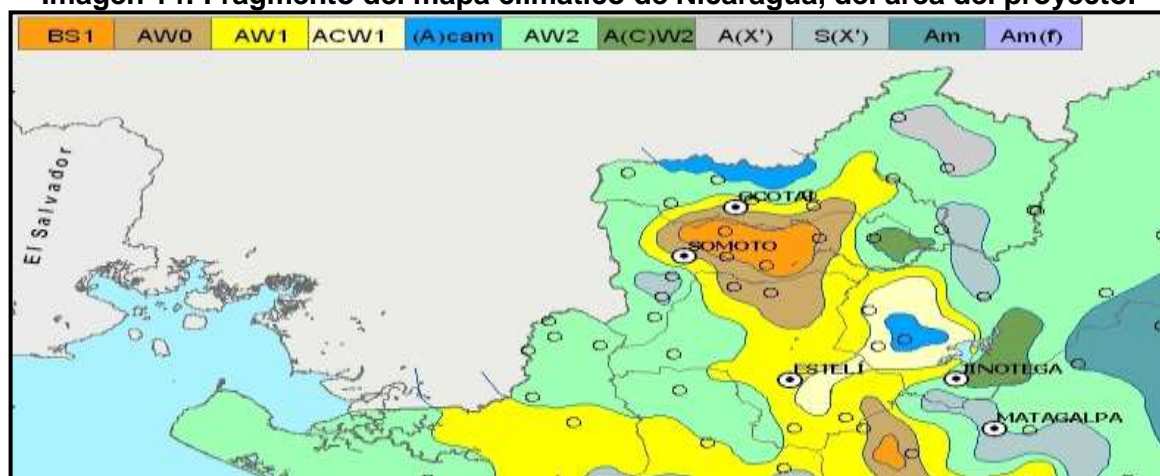 Imagen 14: Fragmento del mapa climático de Nicaragua, del área del proyecto.
BS1 AW0 AW1 ACW1 (A)cam AW2 A(C)W2 A(X') S(X') Am Am(f)
El Salvador
OCOTAL
SOMOTO
ESTELÍ
JINOTEGA
MATAGALPA